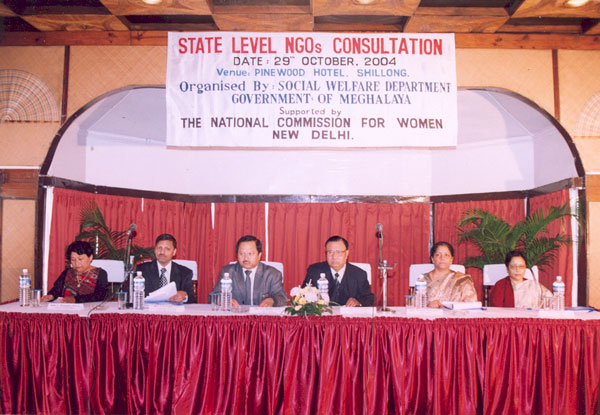 STATE LEVEL NGOs CONSULTATION
DATE: 29TH OCTOBER, 2004
VENUE: PINEWOOD HOTEL, SHILLONG.
ORGANISED BY: SOCIAL WELFARE DEPARTMENT
GOVERNMENT OF MEGHALAYA
Supported by
THE NATIONAL COMMISSION FOR WOMEN
NEW DELHI.